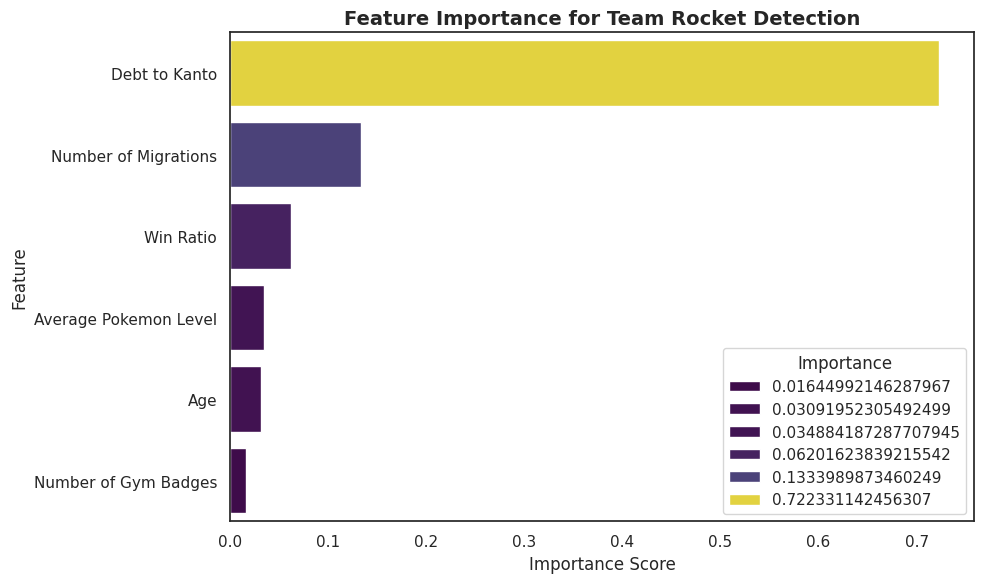 Feature Importance for Team Rocket Detection
Feature
Debt to Kanto
Number of Migrations
Win Ratio
Average Pokemon Level
Age
Number of Gym Badges
Importance
0.01644992146287967
0.03091952305492499
0.034884187287707945
0.06201623839215542
0.1333989873460249
0.722331142456307
0.0 0.1 0.2 0.3 0.4 0.5 0.6 0.7
Importance Score